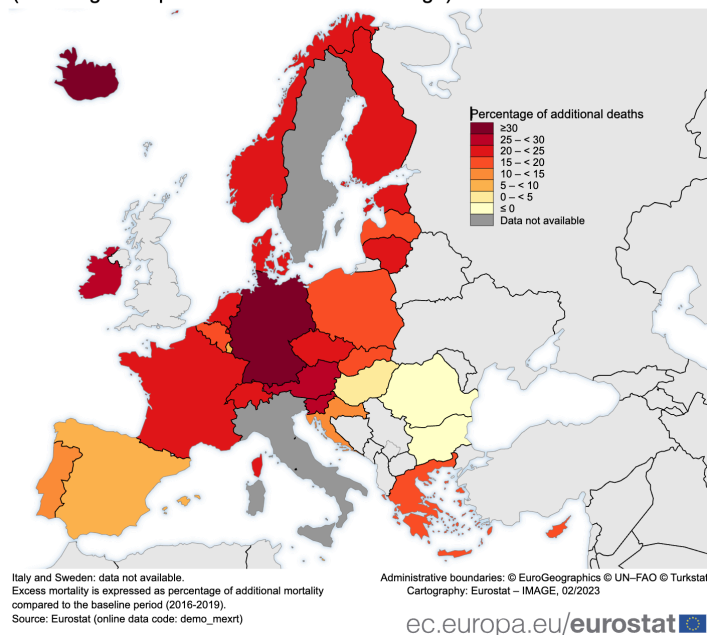 Percentage of additional deaths
≥30
25 – < 30
20 – < 25
15 – < 20
10 – < 15
5 – < 10
0 – < 5
≤ 0
Data not available
Italy and Sweden: data not available.
Excess mortality is expressed as percentage of additional mortality
compared to the baseline period (2016-2019).
Source: Eurostat (online data code: demo_mexrt)
Administrative boundaries: © EuroGeographics © UN–FAO © Turkstat
Cartography: Eurostat – IMAGE, 02/2023
ec.europa.eu/eurostat